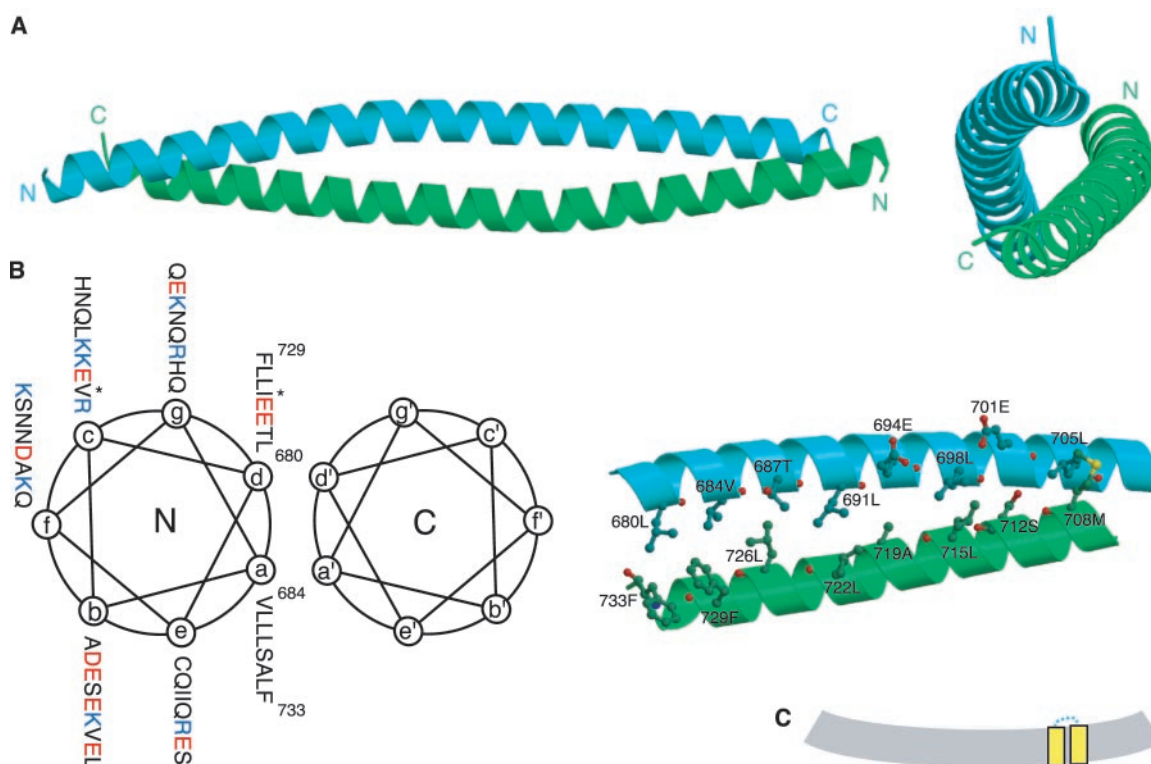 A
N
C
C
N
N
N
C
B
HNQLKKEVR
*
QEKNQRHQ
729
FLLIEETL
*
680
KSNNDAKQ
c
g
d
f
N
a
b
e
g'
c'
d'
C
f'
a'
b'
e'
684
VLLLSALF
733
ADESEKVEL
CQIIQRES
701E
694E
705L
687T
698L
684V
691L
680L
712S
708M
726L
719A
715L
722L
733F
729F
C